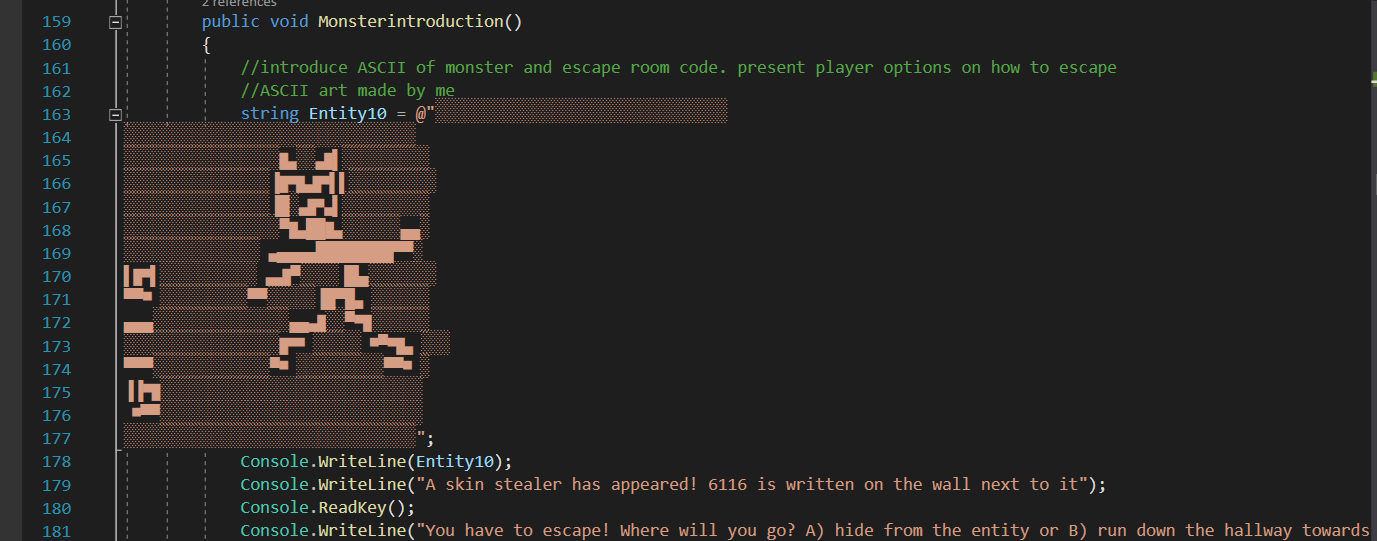 2 references
159 public void Monsterintroduction()
160 {
161 //introduce ASCII of monster and escape room code. present player options on how to escape
162 //ASCII art made by me
163 string Entity10 = @"
164
165
166
167
168
169
170
171
172
173
174
175
176
177 ";
178 Console.WriteLine(Entity10);
179 Console.WriteLine("A skin stealer has appeared! 6116 is written on the wall next to it");
180 Console.ReadKey();
181 Console.WriteLine("You have to escape! Where will you go? A) hide from the entity or B) run down the hallway towards